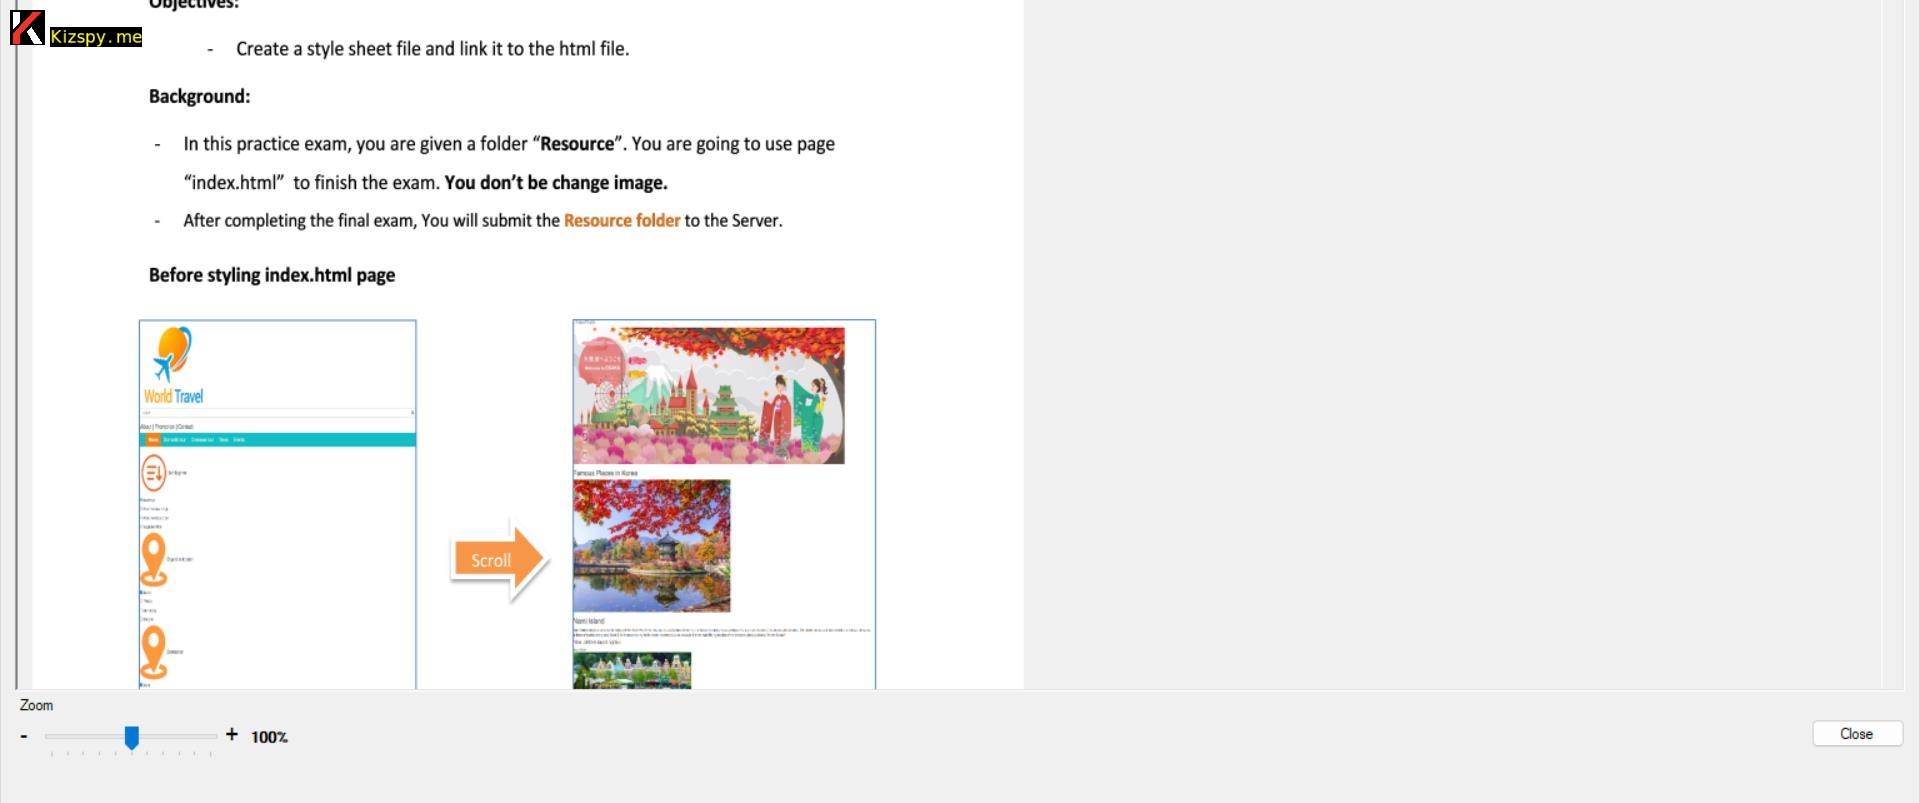 Objectives:
Kizspy.me
- Create a style sheet file and link it to the html file.
Background:
- In this practice exam, you are given a folder “Resource”. You are going to use page
“index.html” to finish the exam. You don’t be change image.
- After completing the final exam, You will submit the Resource folder to the Server.
Before styling index.html page
World Travel
About | Promotion | Contact
Home
Famous Places in Korea
Scroll
Nami Island
Zoom
- + 100%
Close